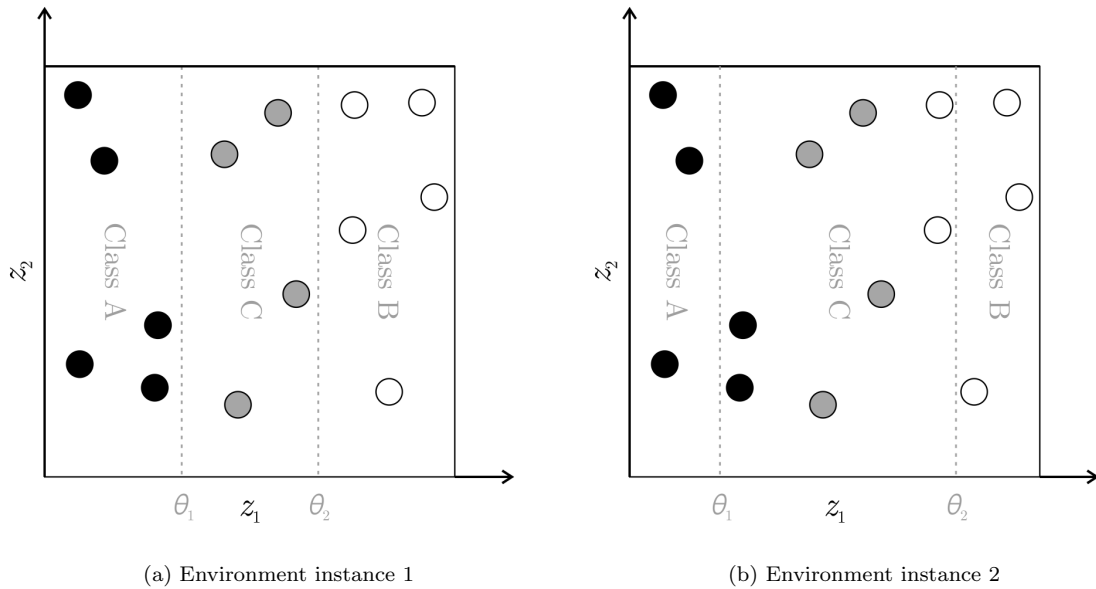 z₂
Class A
Class C
Class B
θ₁
z₁
θ₂
(a) Environment instance 1
z₂
Class A
Class C
Class B
θ₁
z₁
θ₂
(b) Environment instance 2